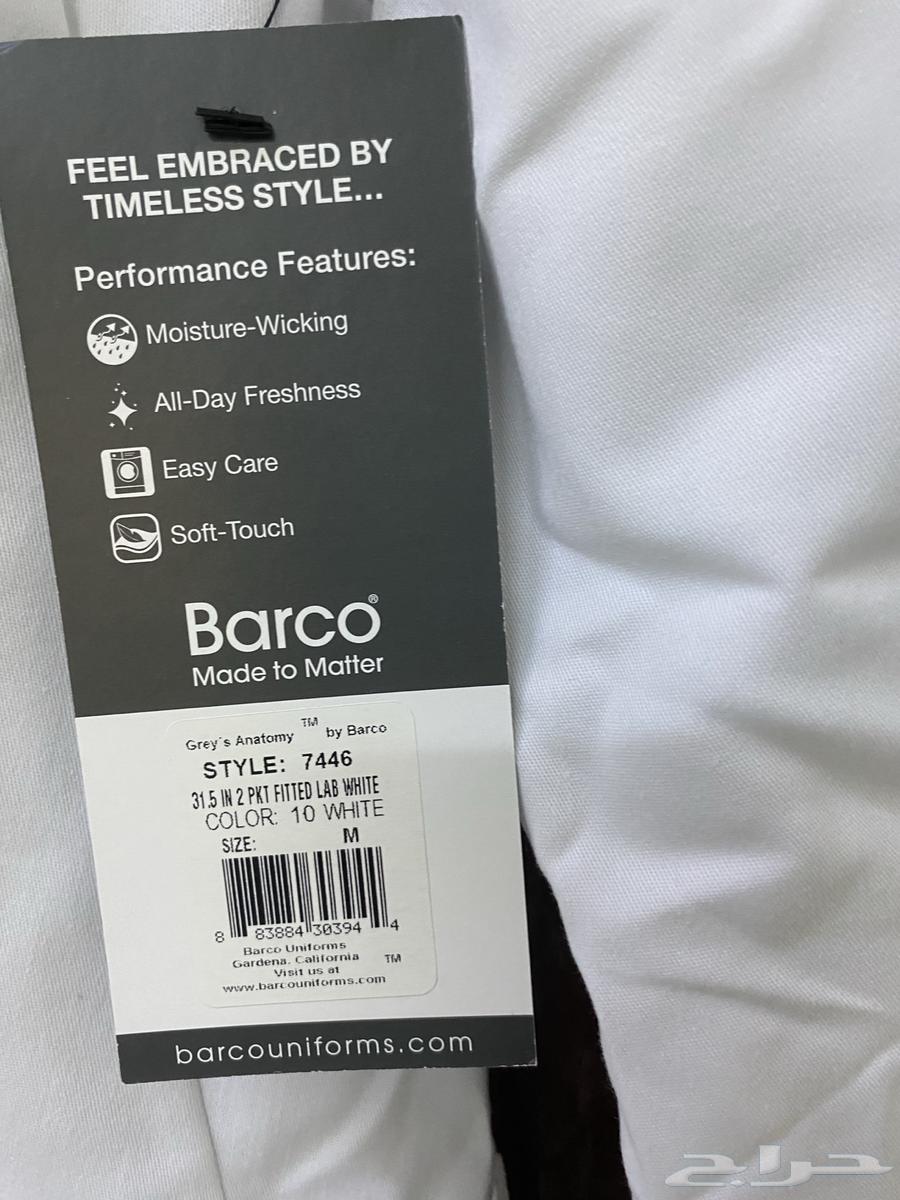 FEEL EMBRACED BY
TIMELESS STYLE...
Performance Features:
Moisture-Wicking
All-Day Freshness
Easy Care
Soft-Touch
Barco®
Made to Matter
Grey's Anatomy ™ by Barco
STYLE: 7446
31.5 IN 2 PKT FITTED LAB WHITE
COLOR: 10 WHITE
SIZE: M
8 83884 30394 4
Barco Uniforms
Gardena, California ™
Visit us at
www.barcouniforms.com
barcouniforms.com
حراج